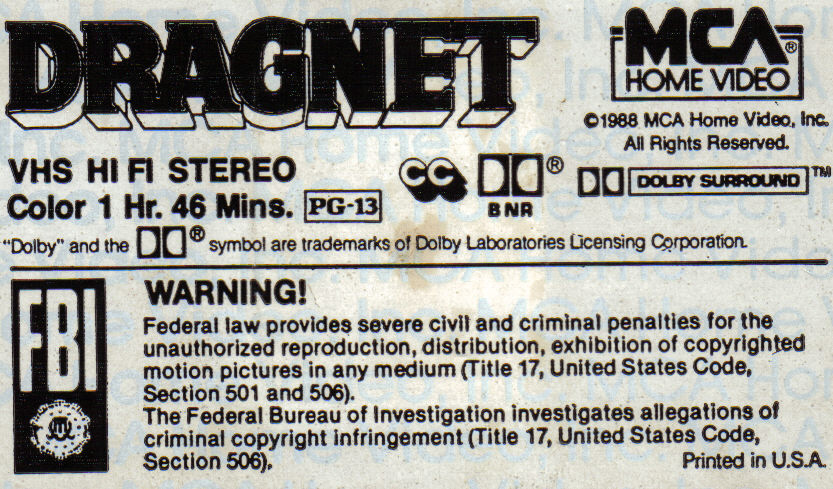 DRAGNET
MCA®
HOME VIDEO
©1988 MCA Home Video, Inc.
All Rights Reserved.
VHS HI FI STEREO
CC ® DOLBY SURROUND™
Color 1 Hr. 46 Mins. PG-13
B NR
"Dolby" and the ® symbol are trademarks of Dolby Laboratories Licensing Corporation.
FBI
WARNING!
Federal law provides severe civil and criminal penalties for the
unauthorized reproduction, distribution, exhibition of copyrighted
motion pictures in any medium (Title 17, United States Code,
Section 501 and 506).
The Federal Bureau of Investigation investigates allegations of
criminal copyright infringement (Title 17, United States Code,
Section 506).
Printed in U.S.A.